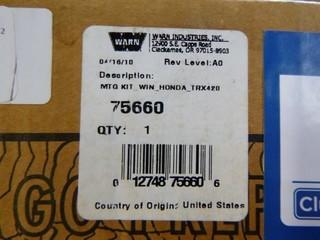 WARN
WARN INDUSTRIES, INC.
12900 S.E. Capps Road
Clackamas, OR 97015-8903
04/16/10 Rev Level:A0
Description:
MTG KIT_WIN_HONDA_TRX420
75660
QTY: 1
0 12748 75660 6
Country of Origin: United States
GO